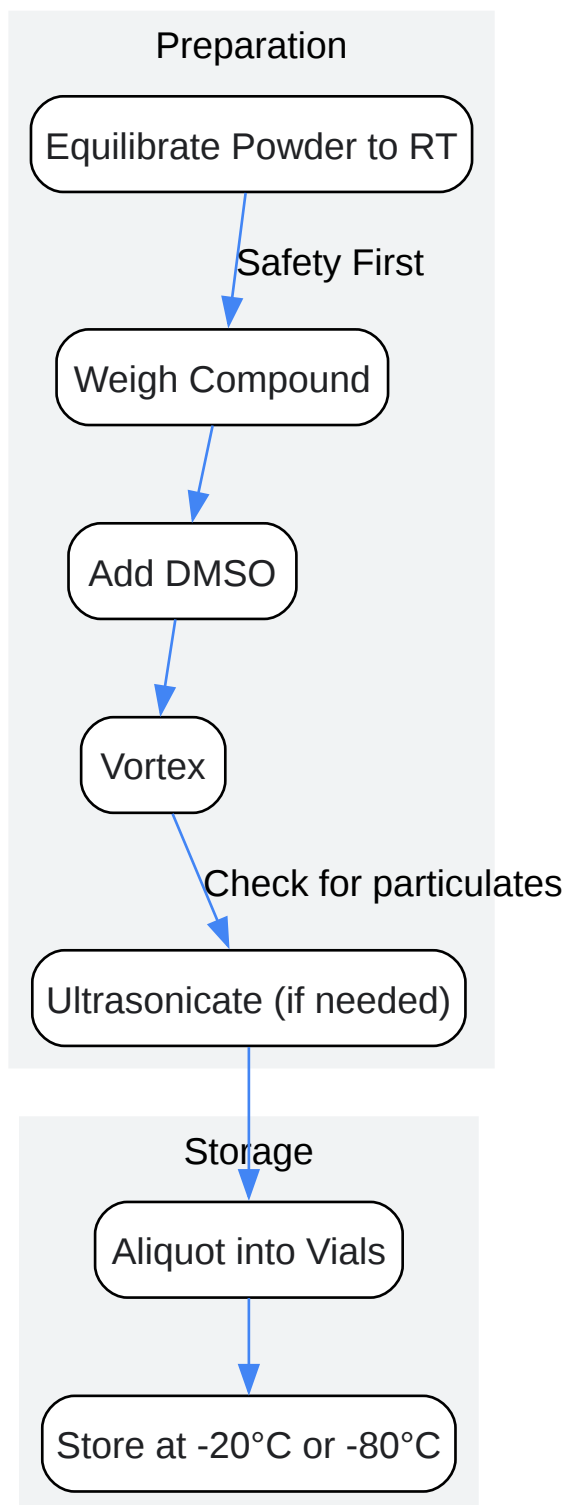 Preparation
Equilibrate Powder to RT
Safety First
Weigh Compound
Add DMSO
Vortex
Check for particulates
Ultrasonicate (if needed)
Storage
Aliquot into Vials
Store at -20°C or -80°C